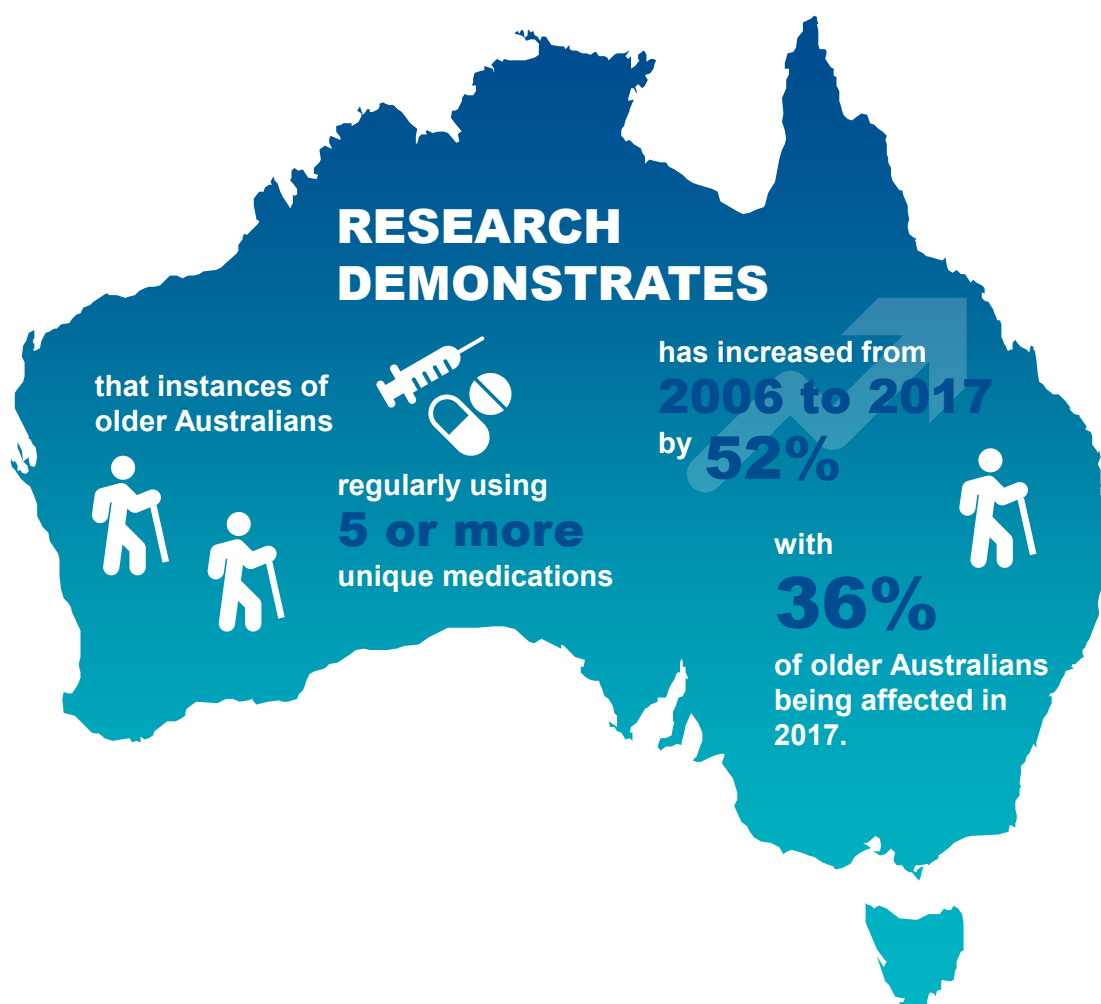 RESEARCH
DEMONSTRATES
that instances of
older Australians
regularly using
5 or more
unique medications
has increased from
2006 to 2017
by 52%
with
36%
of older Australians
being affected in
2017.